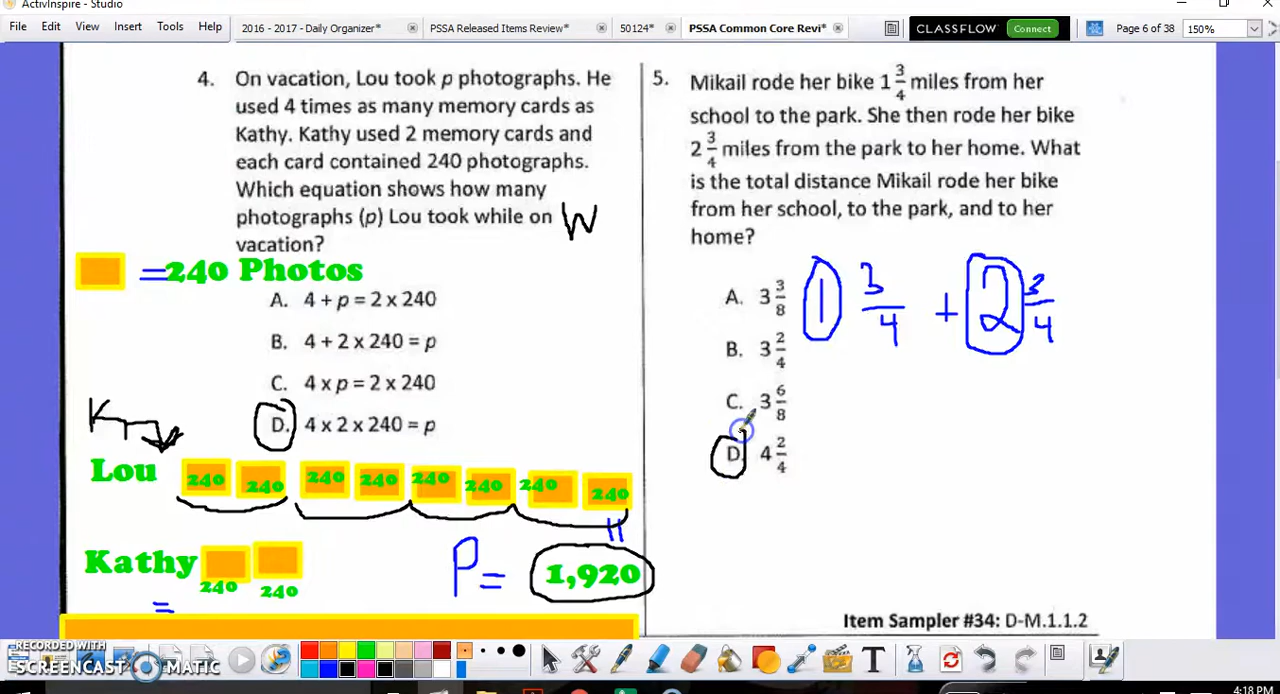 ActivInspire - Studio
File Edit View Insert Tools Help
2016 - 2017 - Daily Organizer*
PSSA Released Items Review*
50124*
PSSA Common Core Revi*
CLASSFLOW Connect
Page 6 of 38
150%
4. On vacation, Lou took p photographs. He
used 4 times as many memory cards as
Kathy. Kathy used 2 memory cards and
each card contained 240 photographs.
Which equation shows how many
photographs (p) Lou took while on W
vacation?
=240 Photos
A. 4 + p = 2 x 240
B. 4 + 2 x 240 = p
C. 4 x p = 2 x 240
D. 4 x 2 x 240 = p
K
Lou 240 240 240 240 240 240 240 240
Kathy
240 240
=
P = 1,920
5. Mikail rode her bike 1 3/4 miles from her
school to the park. She then rode her bike
2 3/4 miles from the park to her home. What
is the total distance Mikail rode her bike
from her school, to the park, and to her
home?
A. 3 3/8
B. 3 2/4
C. 3 6/8
D. 4 2/4
1 3/4 + 2 3/4
Item Sampler #34: D-M.1.1.2
RECORDED WITH
SCREENCAST MATIC
T
4:18 PM